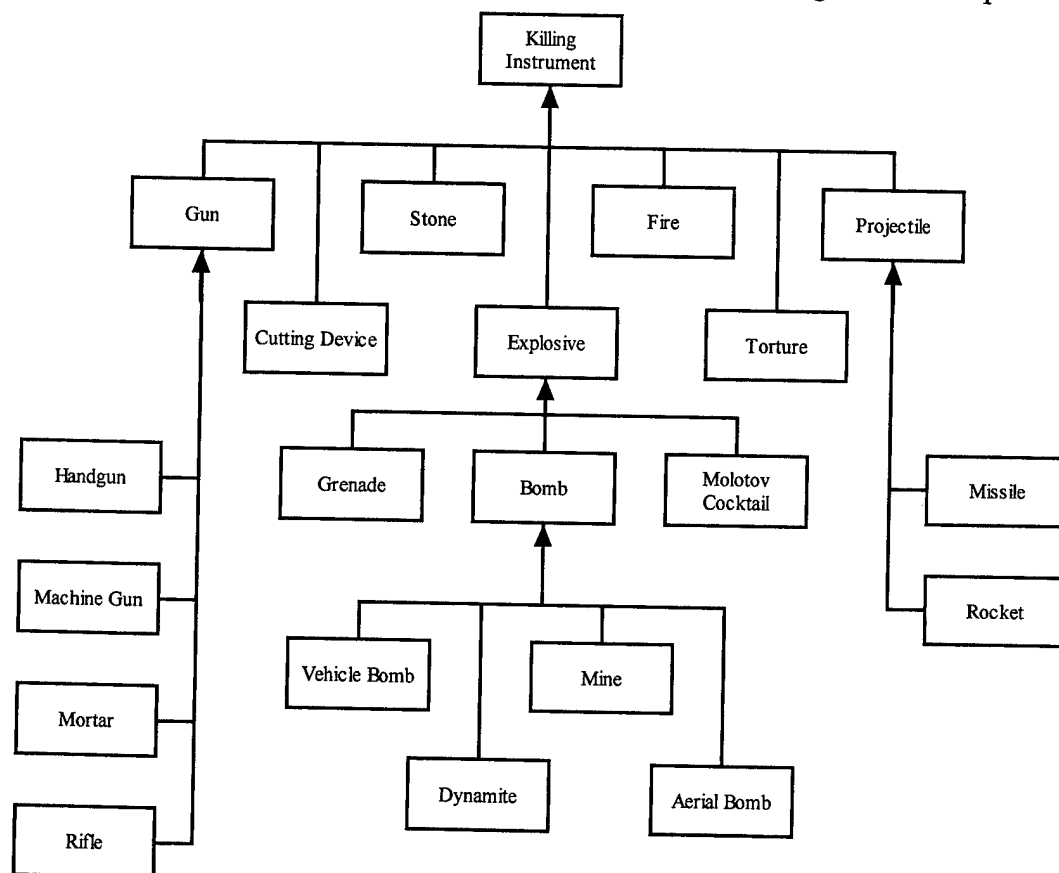 Killing
Instrument
Gun
Stone
Fire
Projectile
Cutting Device
Explosive
Torture
Handgun
Grenade
Bomb
Molotov
Cocktail
Missile
Machine Gun
Rocket
Vehicle Bomb
Mine
Mortar
Dynamite
Aerial Bomb
Rifle